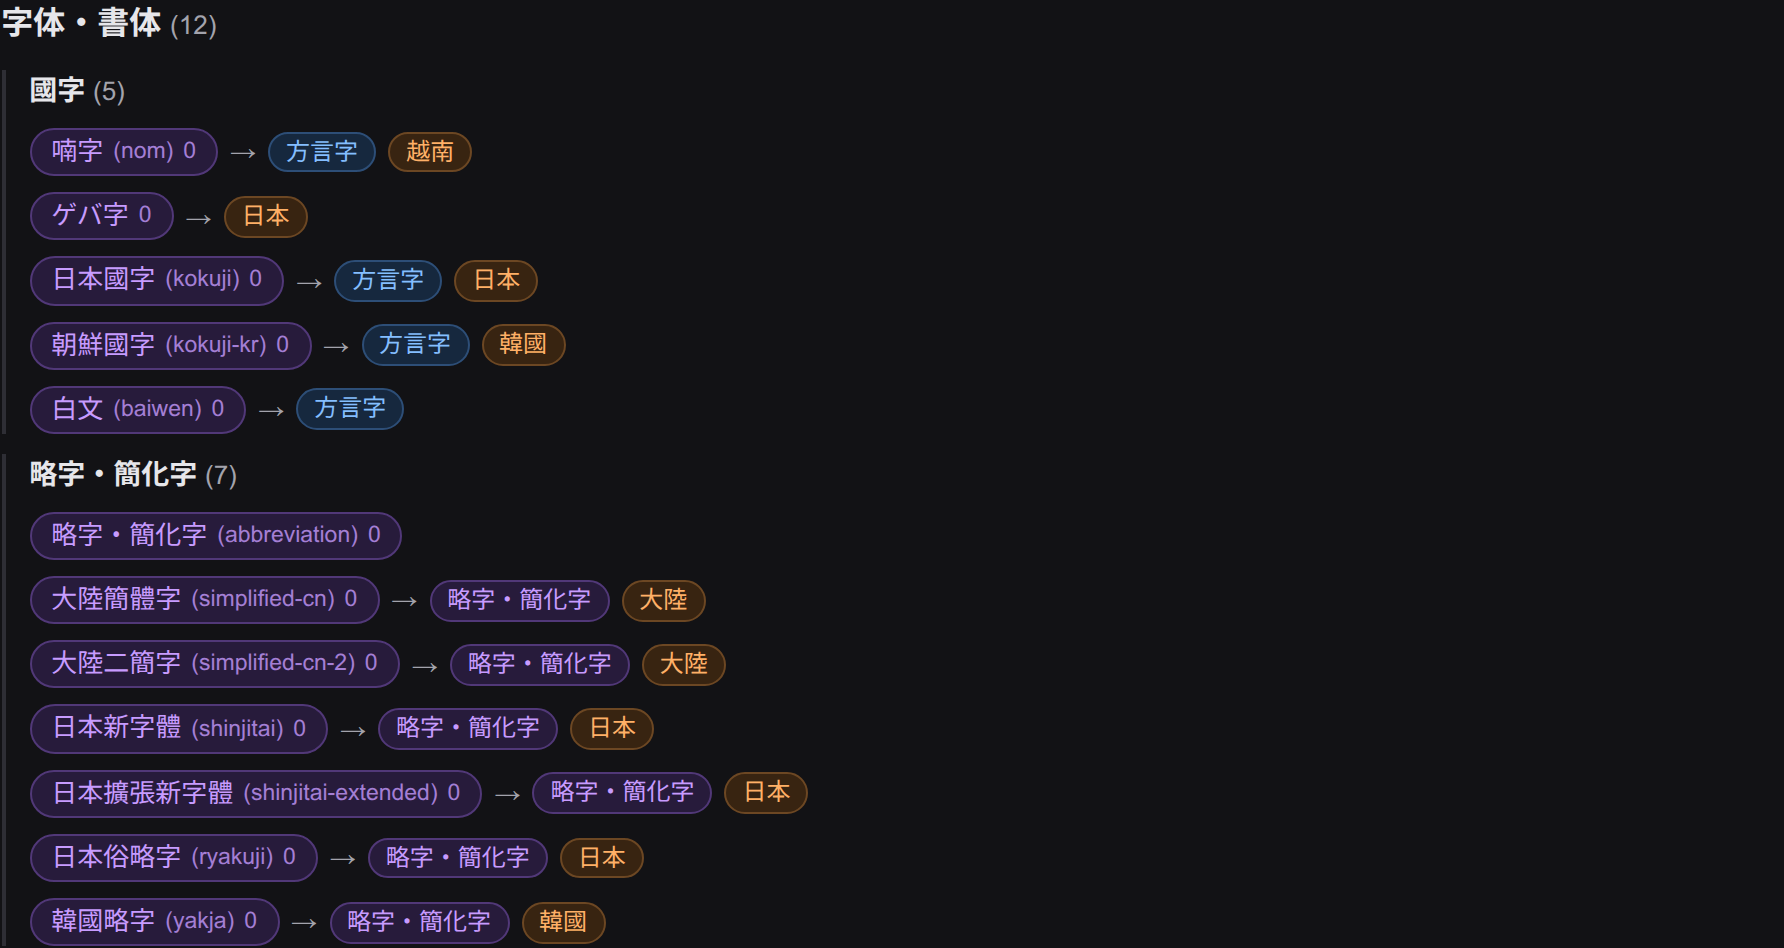 字体・書体 (12)
國字 (5)
喃字 (nom) 0 → 方言字 越南
ゲバ字 0 → 日本
日本國字 (kokuji) 0 → 方言字 日本
朝鮮國字 (kokuji-kr) 0 → 方言字 韓國
白文 (baiwen) 0 → 方言字
略字・簡化字 (7)
略字・簡化字 (abbreviation) 0
大陸簡體字 (simplified-cn) 0 → 略字・簡化字 大陸
大陸二簡字 (simplified-cn-2) 0 → 略字・簡化字 大陸
日本新字體 (shinjitai) 0 → 略字・簡化字 日本
日本擴張新字體 (shinjitai-extended) 0 → 略字・簡化字 日本
日本俗略字 (ryakuji) 0 → 略字・簡化字 日本
韓國略字 (yakja) 0 → 略字・簡化字 韓國